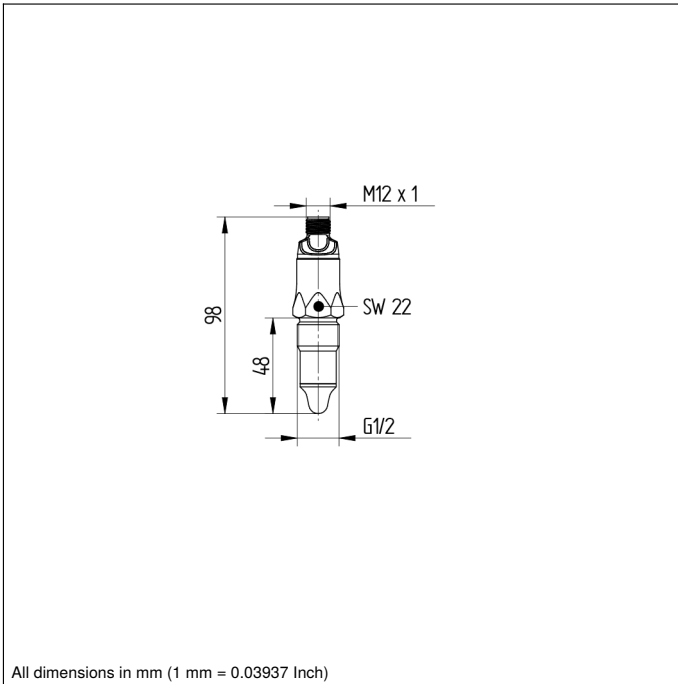 M12 x 1
98
SW 22
48
G1/2
All dimensions in mm (1 mm = 0.03937 Inch)